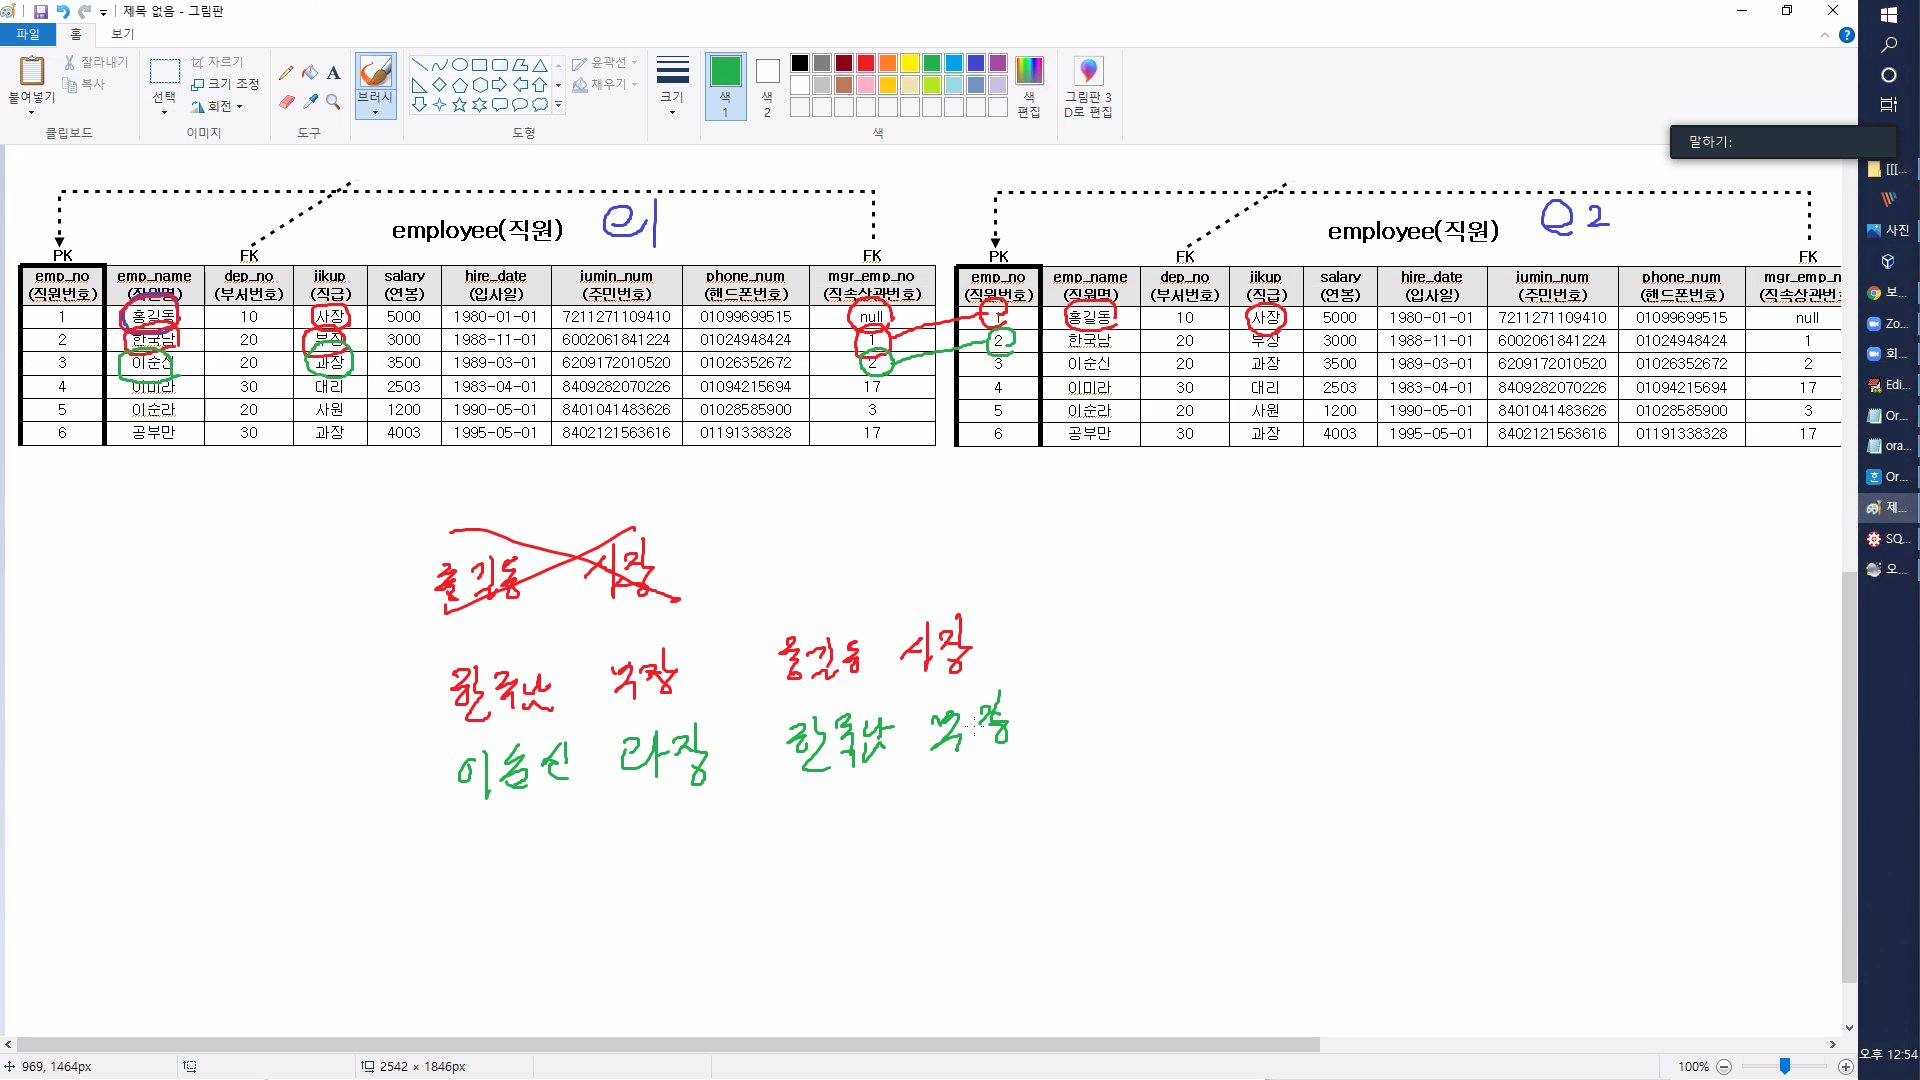 제목 없음 - 그림판
파일 홈 보기
붙여넣기 잘라내기 복사 클립보드
선택 자르기 크기 조정 회전 이미지
도구
브러시
도형
윤곽선 채우기
크기
색 1 색 2 색 편집 색
그림판 3D로 편집
말하기:
employee(직원) e1
PK FK FK
emp_no emp_name dep_no jikup salary hire_date jumin_num phone_num mgr_emp_no
(직원번호) (직원명) (부서번호) (직급) (연봉) (입사일) (주민번호) (핸드폰번호) (직속상관번호)
1 홍길동 10 사장 5000 1980-01-01 7211271109410 01099699515 null
2 한국남 20 부장 3000 1988-11-01 6002061841224 01024948424 1
3 이순신 20 과장 3500 1989-03-01 6209172010520 01026352672 2
4 이미라 30 대리 2503 1983-04-01 8409282070226 01094215694 17
5 이순라 20 사원 1200 1990-05-01 8401041483626 01028585900 3
6 공부만 30 과장 4003 1995-05-01 8402121563616 01191338328 17
employee(직원) e2
PK FK FK
emp_no emp_name dep_no jikup salary hire_date jumin_num phone_num mgr_emp_n
(직원번호) (직원명) (부서번호) (직급) (연봉) (입사일) (주민번호) (핸드폰번호) (직속상관번호
1 홍길동 10 사장 5000 1980-01-01 7211271109410 01099699515 null
2 한국남 20 부장 3000 1988-11-01 6002061841224 01024948424 1
3 이순신 20 과장 3500 1989-03-01 6209172010520 01026352672 2
4 이미라 30 대리 2503 1983-04-01 8409282070226 01094215694 17
5 이순라 20 사원 1200 1990-05-01 8401041483626 01028585900 3
6 공부만 30 과장 4003 1995-05-01 8402121563616 01191338328 17
홍길동 사장
한국남 부장 홍길동 사장
이순신 과장 한국남 부장
[[[...
사진
보...
Zo...
회...
Edi...
Or...
ora...
Or...
제...
SQ...
오...
오후 12:54
969, 1464px 2542 × 1846px 100%